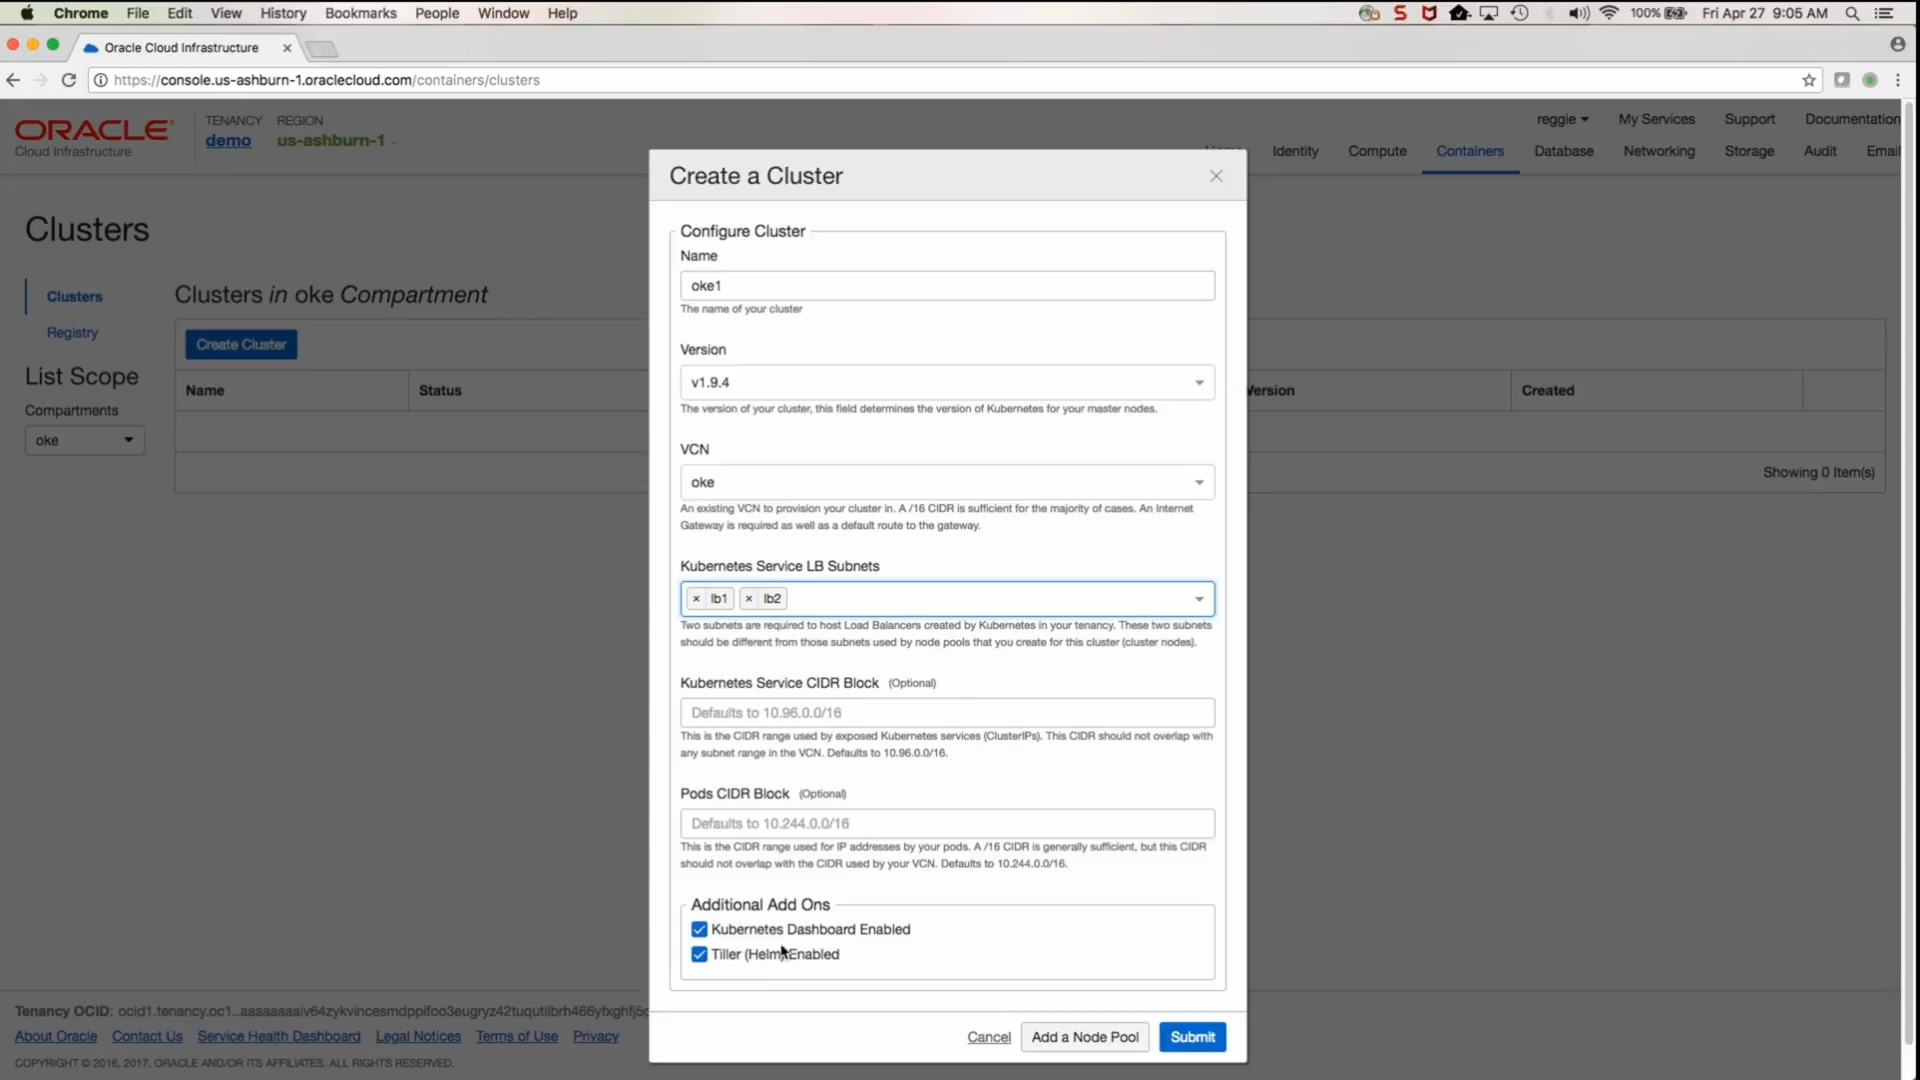 Chrome File Edit View History Bookmarks People Window Help
100% Fri Apr 27 9:05 AM
Oracle Cloud Infrastructure
https://console.us-ashburn-1.oraclecloud.com/containers/clusters
ORACLE
Cloud Infrastructure
TENANCY REGION
demo us-ashburn-1
reggie My Services Support Documentation
Identity Compute Containers Database Networking Storage Audit Email
Clusters
Clusters
Registry
List Scope
Compartments
oke
Clusters in oke Compartment
Create Cluster
Name Status Version Created
Showing 0 Item(s)
Create a Cluster
Configure Cluster
Name
oke1
The name of your cluster
Version
v1.9.4
The version of your cluster, this field determines the version of Kubernetes for your master nodes.
VCN
oke
An existing VCN to provision your cluster in. A /16 CIDR is sufficient for the majority of cases. An Internet
Gateway is required as well as a default route to the gateway.
Kubernetes Service LB Subnets
× lb1 × lb2
Two subnets are required to host Load Balancers created by Kubernetes in your tenancy. These two subnets
should be different from those subnets used by node pools that you create for this cluster (cluster nodes).
Kubernetes Service CIDR Block (Optional)
Defaults to 10.96.0.0/16
This is the CIDR range used by exposed Kubernetes services (ClusterIPs). This CIDR should not overlap with
any subnet range in the VCN. Defaults to 10.96.0.0/16.
Pods CIDR Block (Optional)
Defaults to 10.244.0.0/16
This is the CIDR range used for IP addresses by your pods. A /16 CIDR is generally sufficient, but this CIDR
should not overlap with the CIDR used by your VCN. Defaults to 10.244.0.0/16.
Additional Add Ons
Kubernetes Dashboard Enabled
Tiller (Helm) Enabled
Cancel Add a Node Pool Submit
Tenancy OCID:
About Oracle Contact Us Service Health Dashboard Legal Notices Terms of Use Privacy
COPYRIGHT © 2016, 2017, ORACLE AND/OR ITS AFFILIATES. ALL RIGHTS RESERVED.